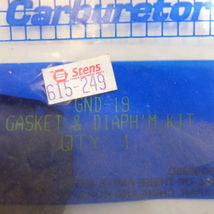 Carburetor
Stens
615-249
GND-19
GASKET & DIAPH'M KIT
QTY. 1